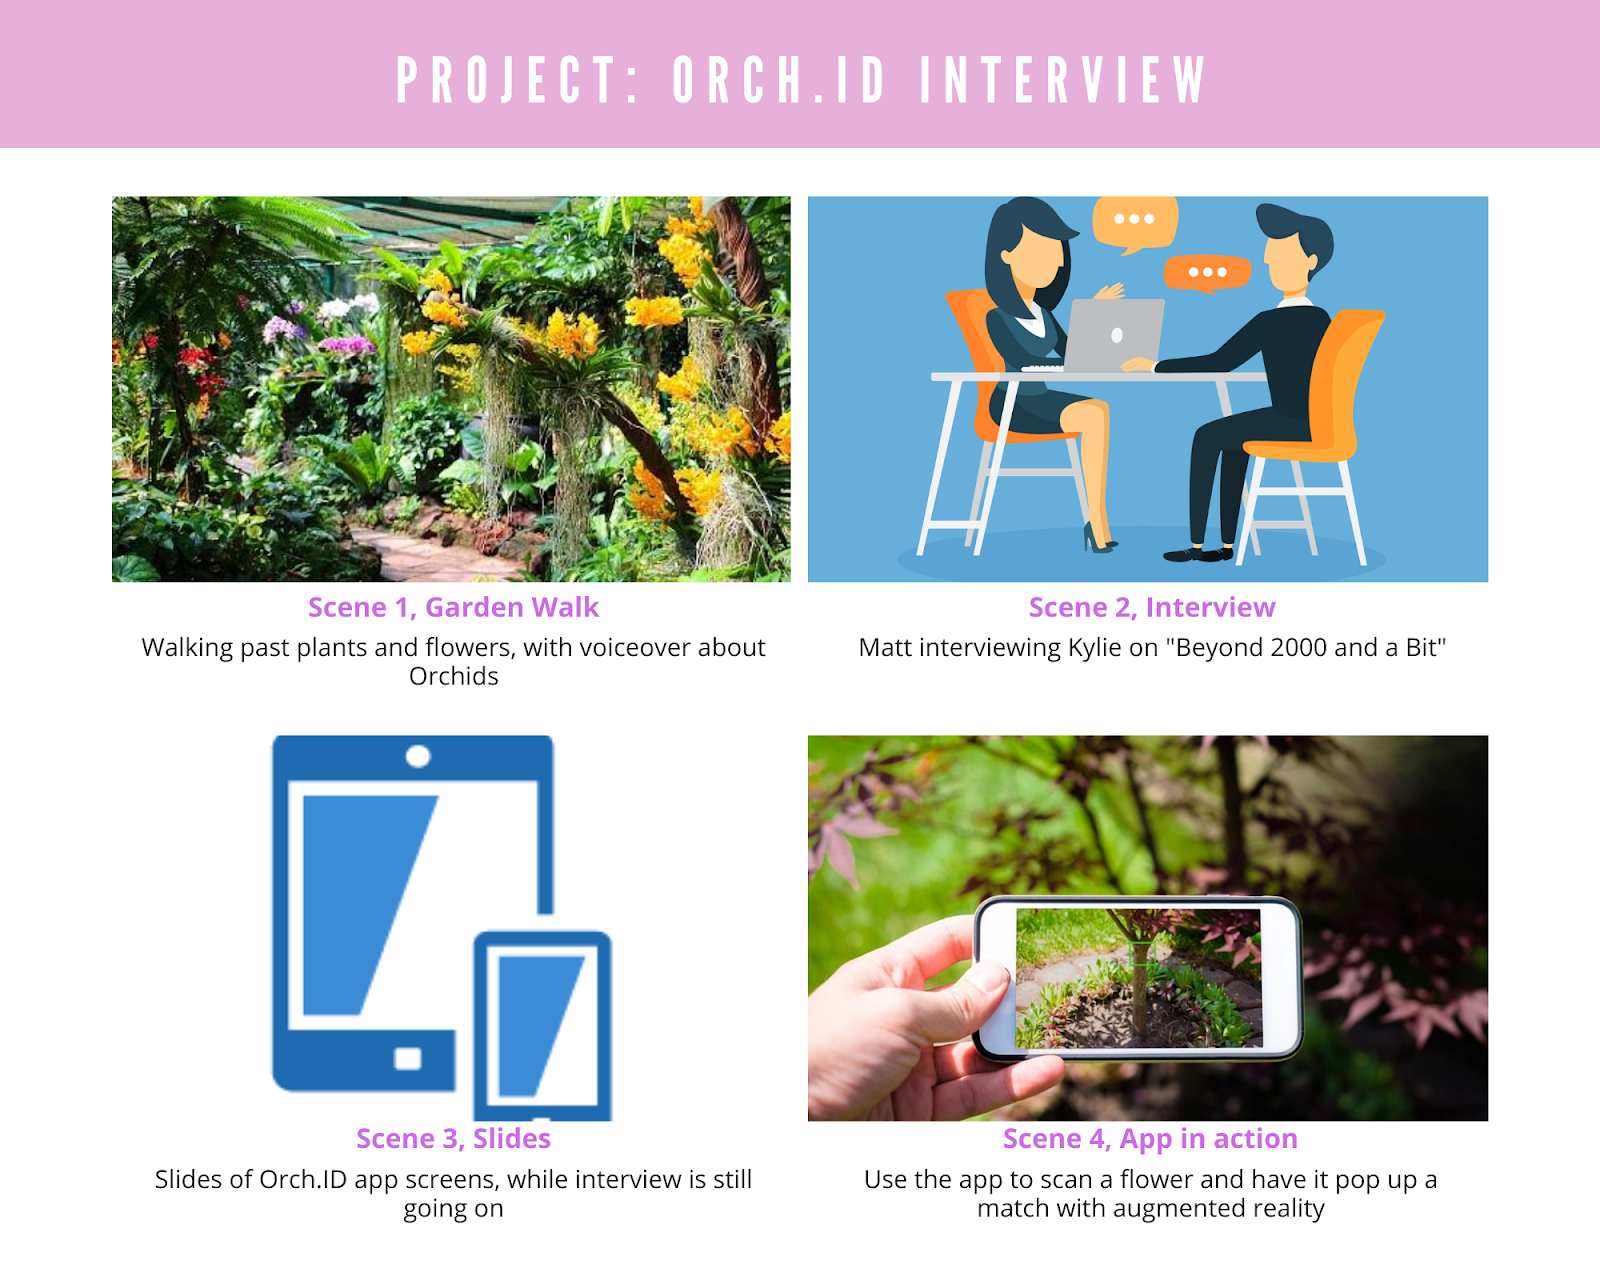 PROJECT: ORCH.ID INTERVIEW
Scene 1, Garden Walk
Walking past plants and flowers, with voiceover about
Orchids
Scene 2, Interview
Matt interviewing Kylie on "Beyond 2000 and a Bit"
Scene 3, Slides
Slides of Orch.ID app screens, while interview is still
going on
Scene 4, App in action
Use the app to scan a flower and have it pop up a
match with augmented reality